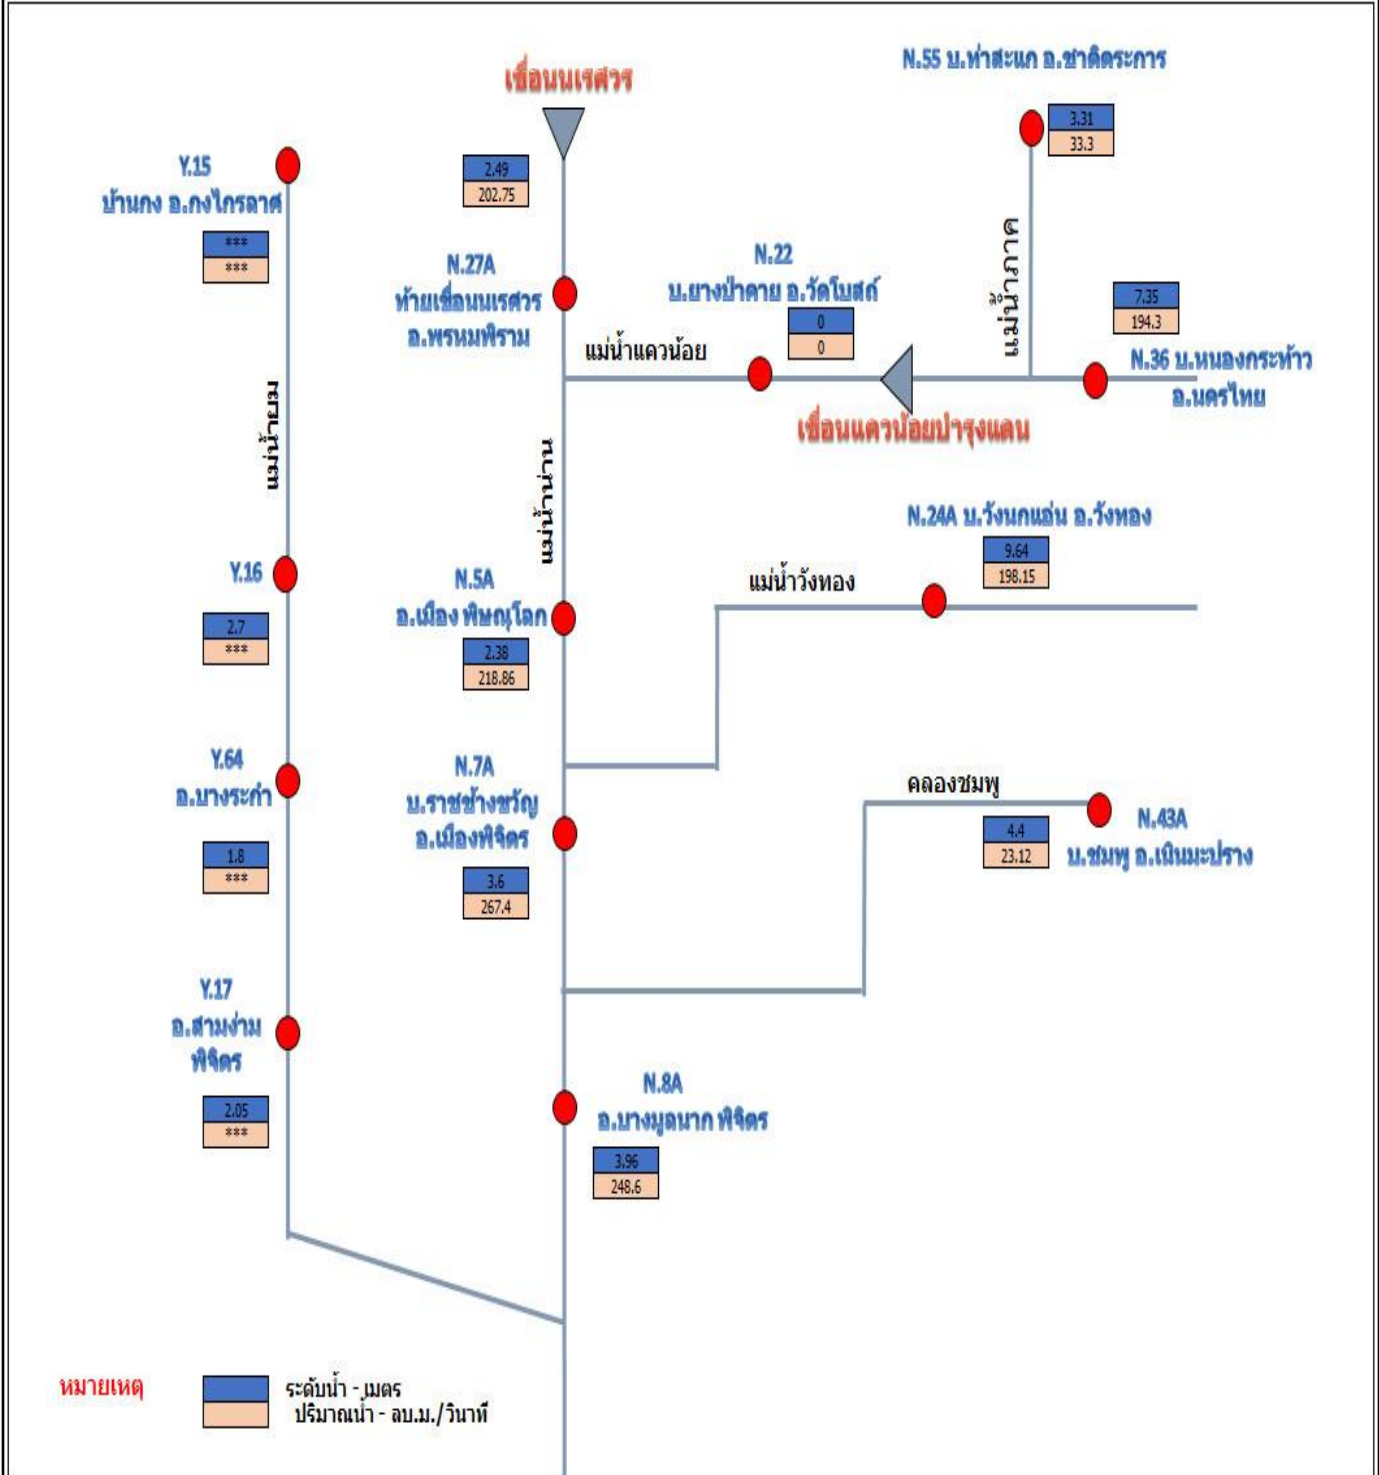 N.55 บ.ท่าสะแก อ.ชาติตระการ
3.31
33.3
เขื่อนนเรศวร
2.49
202.75
Y.15
บ้านกง อ.กงไกรลาศ
***
***
N.27A
ท้ายเขื่อนนเรศวร
อ.พรหมพิราม
N.22
บ.ยางป่าคาย อ.วัดโบสถ์
0
0
แม่น้ำภาค
7.35
194.3
N.36 บ.หนองกระท้าว
อ.นครไทย
แม่น้ำแควน้อย
เขื่อนแควน้อยบำรุงแดน
แม่น้ำยม
แม่น้ำน่าน
N.24A บ.วังนกแอ่น อ.วังทอง
9.64
198.15
แม่น้ำวังทอง
Y.16
2.7
***
N.5A
อ.เมือง พิษณุโลก
2.38
218.86
Y.64
อ.บางระกำ
1.8
***
N.7A
บ.ราชช้างขวัญ
อ.เมืองพิจิตร
3.6
267.4
คลองชมพู
4.4
23.12
N.43A
บ.ชมพู อ.เนินมะปราง
Y.17
อ.สามง่าม
พิจิตร
2.05
***
N.8A
อ.บางมูลนาก พิจิตร
3.96
248.6
หมายเหตุ
ระดับน้ำ - เมตร
ปริมาณน้ำ - ลบ.ม./วินาที